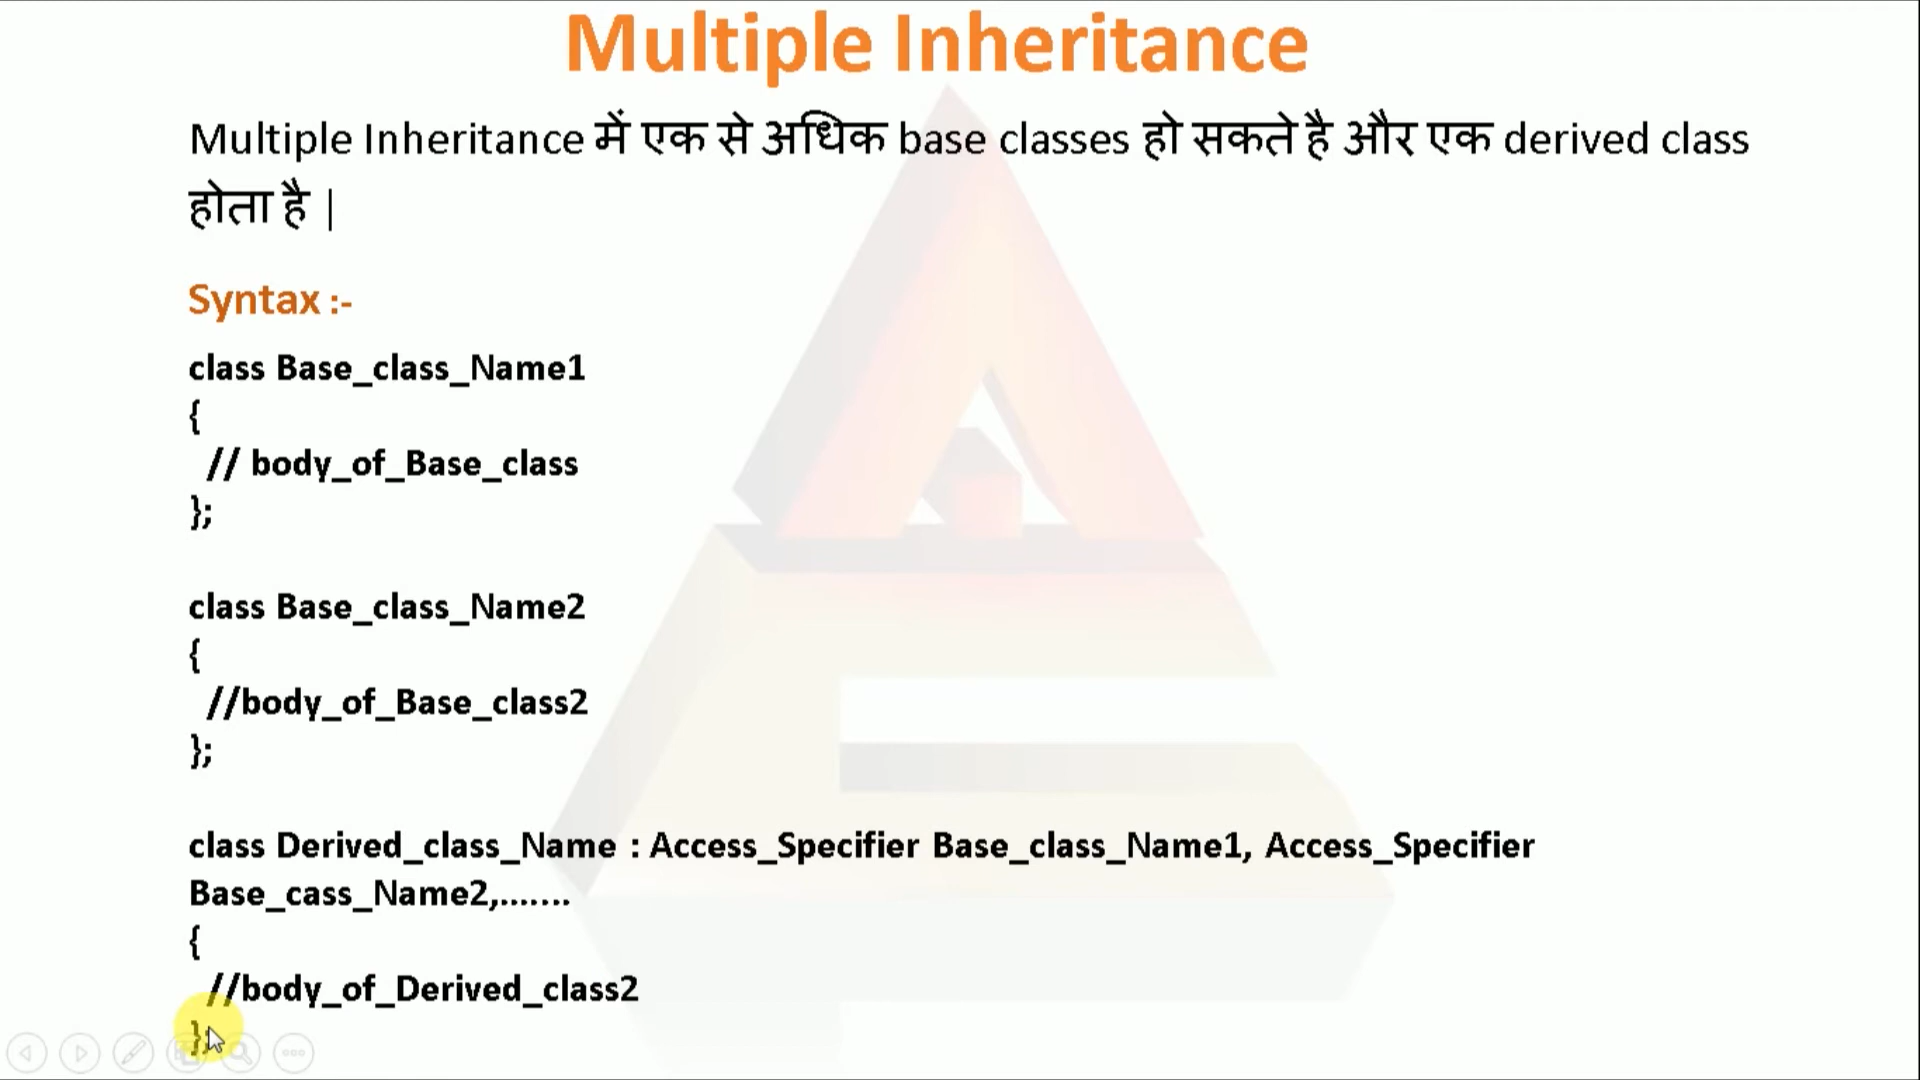 Multiple Inheritance
Multiple Inheritance में एक से अधिक base classes हो सकते है और एक derived class
होता है |
Syntax :-
class Base_class_Name1
{
// body_of_Base_class
};
class Base_class_Name2
{
//body_of_Base_class2
};
class Derived_class_Name : Access_Specifier Base_class_Name1, Access_Specifier
Base_cass_Name2,.......
{
//body_of_Derived_class2
};